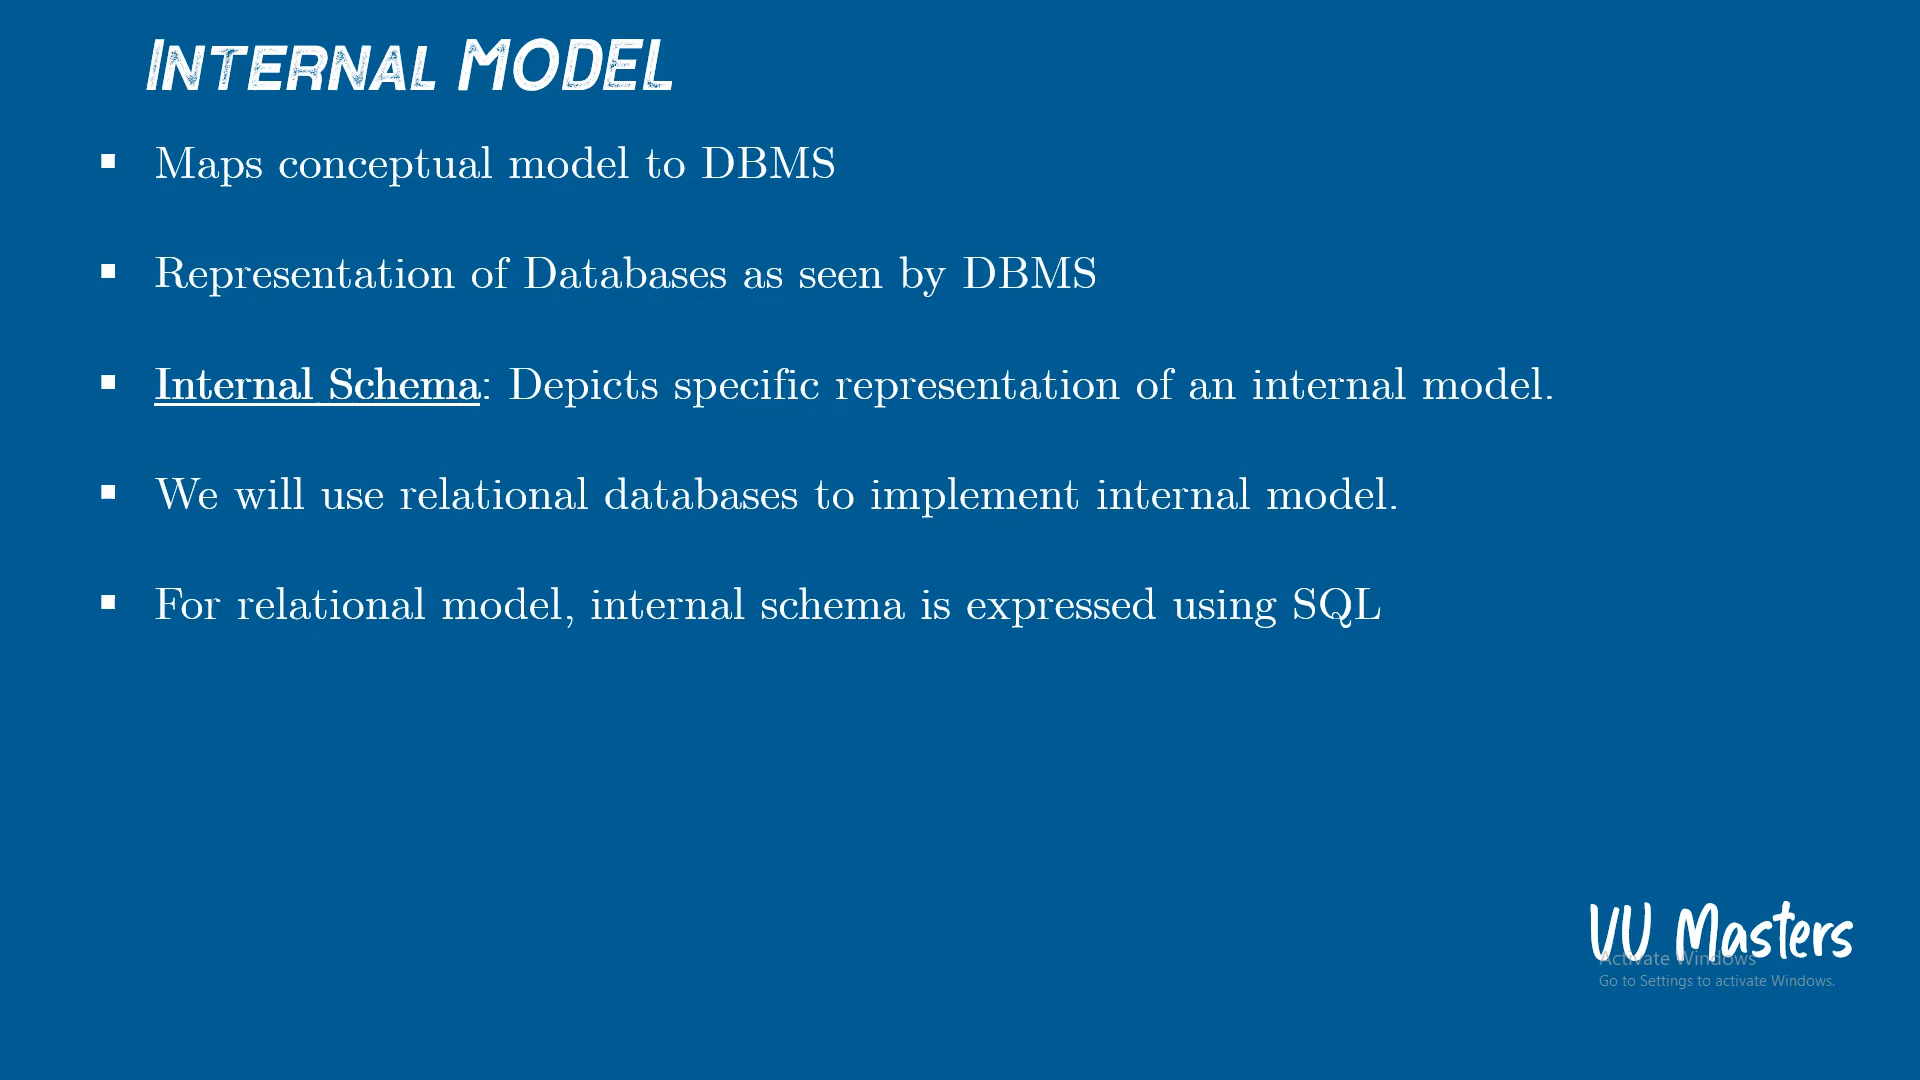 Internal MODEL
▪ Maps conceptual model to DBMS
▪ Representation of Databases as seen by DBMS
▪ Internal Schema: Depicts specific representation of an internal model.
▪ We will use relational databases to implement internal model.
▪ For relational model, internal schema is expressed using SQL
VU Masters
Activate Windows
Go to Settings to activate Windows.